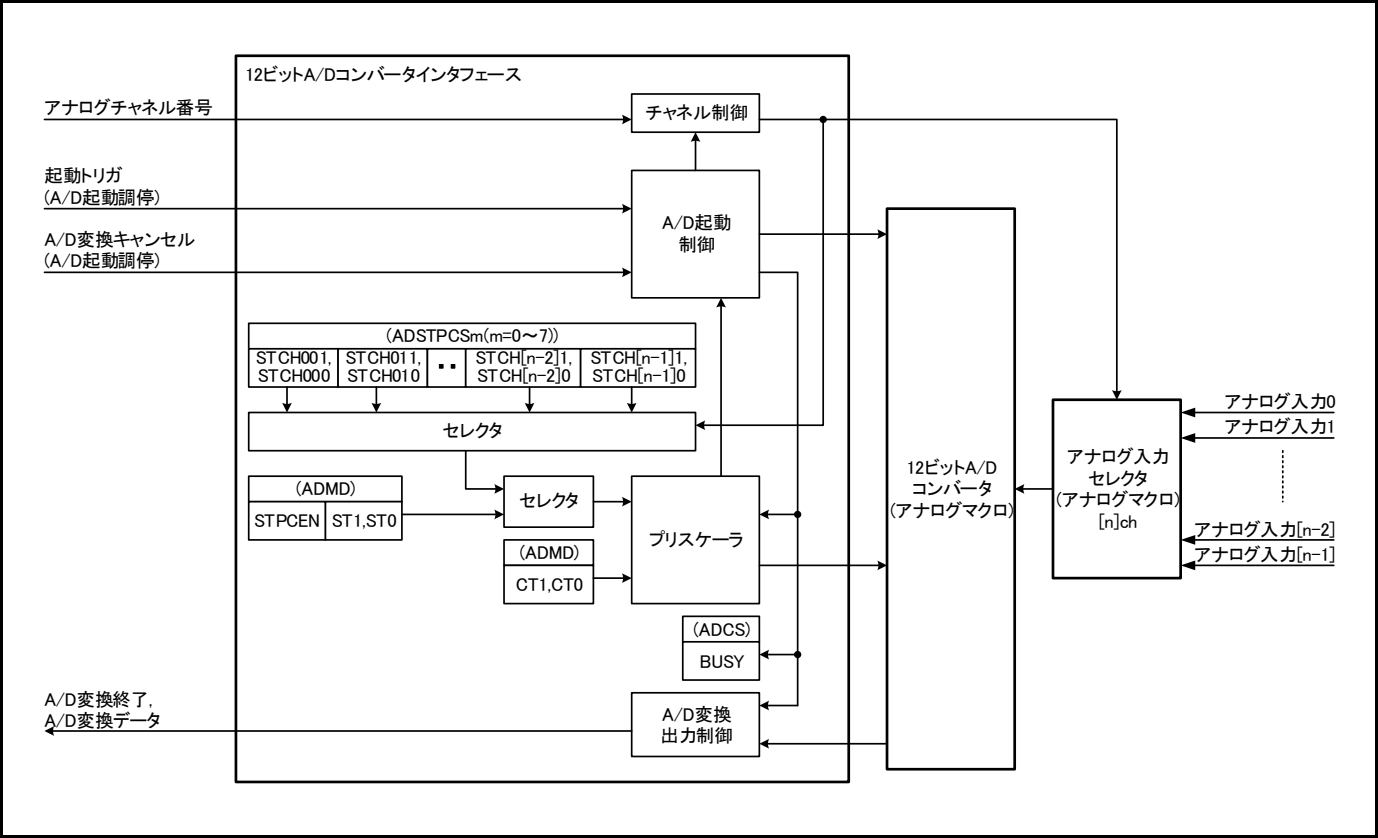 12ビットA/Dコンバータインタフェース
アナログチャネル番号
チャネル制御
起動トリガ
(A/D起動調停)
A/D変換キャンセル
(A/D起動調停)
A/D起動
制御
(ADSTPCSm(m=0～7))
STCH001,
STCH000
STCH011,
STCH010
・・
STCH[n-2]1,
STCH[n-2]0
STCH[n-1]1,
STCH[n-1]0
セレクタ
(ADMD)
STPCEN
ST1,ST0
セレクタ
(ADMD)
CT1,CT0
プリスケーラ
(ADCS)
BUSY
A/D変換終了,
A/D変換データ
A/D変換
出力制御
12ビットA/D
コンバータ
(アナログマクロ)
アナログ入力
セレクタ
(アナログマクロ)
[n]ch
アナログ入力0
アナログ入力1
アナログ入力[n-2]
アナログ入力[n-1]